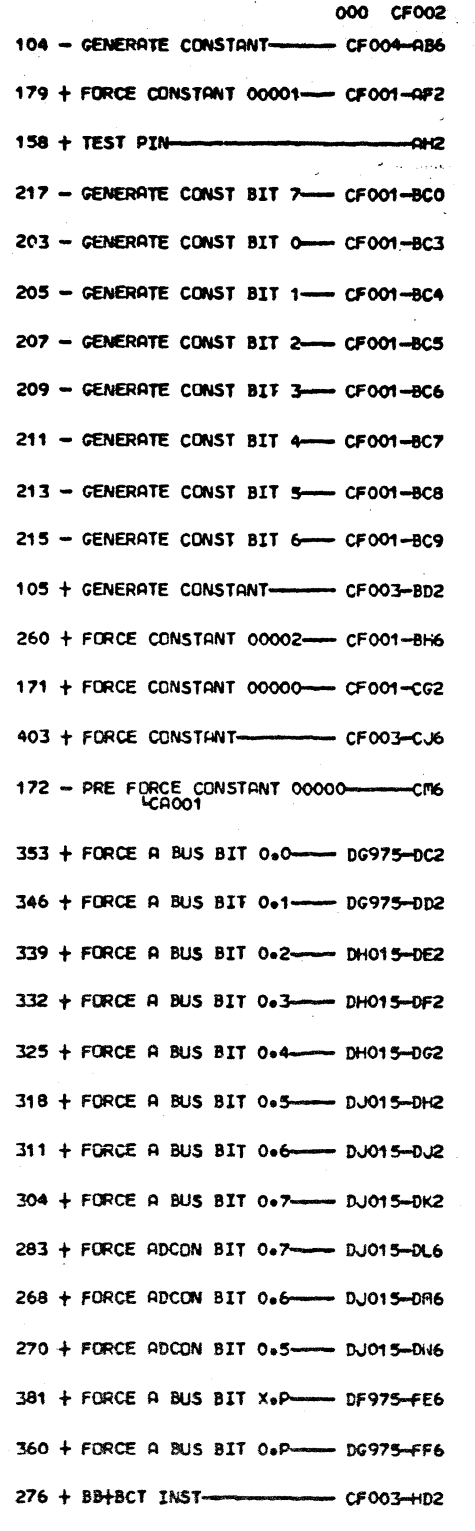 000 CF002
104 - GENERATE CONSTANT CF004-AB6
179 + FORCE CONSTANT 00001 CF001-AF2
158 + TEST PIN AH2
217 - GENERATE CONST BIT 7 CF001-BC0
203 - GENERATE CONST BIT 0 CF001-BC3
205 - GENERATE CONST BIT 1 CF001-BC4
207 - GENERATE CONST BIT 2 CF001-BC5
209 - GENERATE CONST BIT 3 CF001-BC6
211 - GENERATE CONST BIT 4 CF001-BC7
213 - GENERATE CONST BIT 5 CF001-BC8
215 - GENERATE CONST BIT 6 CF001-BC9
105 + GENERATE CONSTANT CF003-BD2
260 + FORCE CONSTANT 00002 CF001-BH6
171 + FORCE CONSTANT 00000 CF001-CG2
403 + FORCE CONSTANT CF003-CJ6
172 - PRE FORCE CONSTANT 00000 CM6
CA001
353 + FORCE A BUS BIT 0.0 DG975-DC2
346 + FORCE A BUS BIT 0.1 DG975-DD2
339 + FORCE A BUS BIT 0.2 DH015-DE2
332 + FORCE A BUS BIT 0.3 DH015-DF2
325 + FORCE A BUS BIT 0.4 DH015-DG2
318 + FORCE A BUS BIT 0.5 DJ015-DH2
311 + FORCE A BUS BIT 0.6 DJ015-DJ2
304 + FORCE A BUS BIT 0.7 DJ015-DK2
283 + FORCE ADCON BIT 0.7 DJ015-DL6
268 + FORCE ADCON BIT 0.6 DJ015-DM6
270 + FORCE ADCON BIT 0.5 DJ015-DN6
381 + FORCE A BUS BIT X.P DF975-FE6
360 + FORCE A BUS BIT 0.P DG975-FF6
276 + BB+BCT INST CF003-HD2